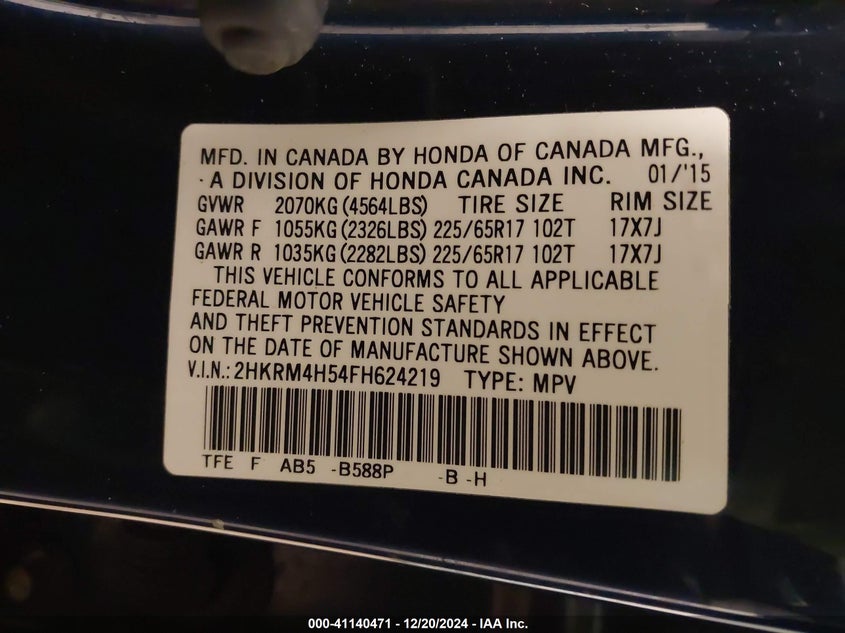 MFD. IN CANADA BY HONDA OF CANADA MFG.,
A DIVISION OF HONDA CANADA INC. 01/'15
GVWR 2070KG (4564LBS) TIRE SIZE RIM SIZE
GAWR F 1055KG (2326LBS) 225/65R17 102T 17X7J
GAWR R 1035KG (2282LBS) 225/65R17 102T 17X7J
THIS VEHICLE CONFORMS TO ALL APPLICABLE
FEDERAL MOTOR VEHICLE SAFETY
AND THEFT PREVENTION STANDARDS IN EFFECT
ON THE DATE OF MANUFACTURE SHOWN ABOVE.
V.I.N.: 2HKRM4H54FH624219 TYPE: MPV
TFE F AB5 -B588P -B -H
000-41140471 - 12/20/2024 - IAA Inc.